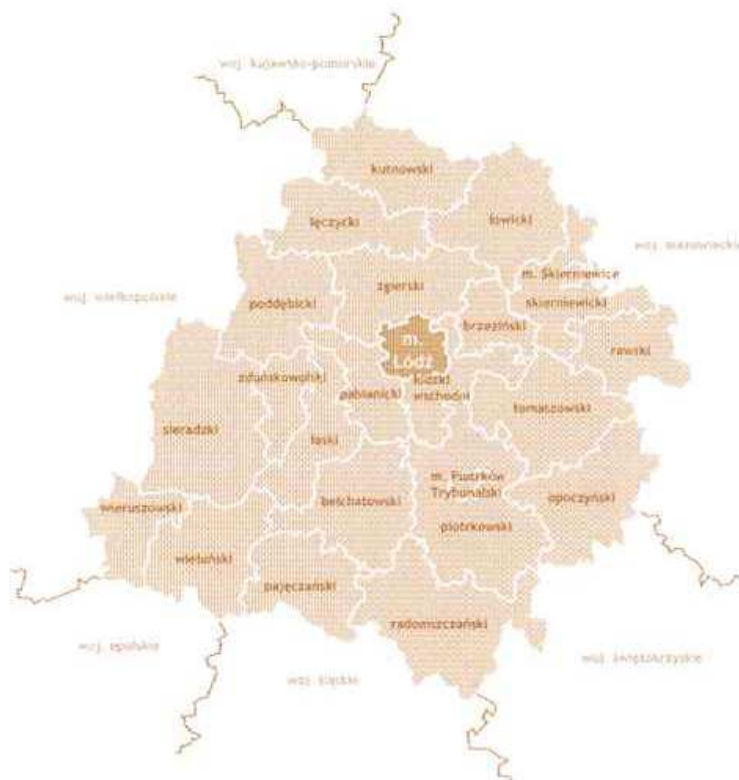 woj. kujawsko-pomorskie
kutnowski
łęczycki
łowicki
woj. mazowieckie
m. Skierniewice
zgierski
woj. wielkopolskie
poddębicki
skierniewicki
brzeziński
m.
Łódź
rawski
zduńskowolski
łódzki
wschodni
pabianicki
tomaszowski
sieradzki
łaski
m. Piotrków
Trybunalski
bełchatowski
opoczyński
wieruszowski
piotrkowski
wieluński
pajęczański
radomszczański
woj. opolskie
woj. świętokrzyskie
woj. śląskie